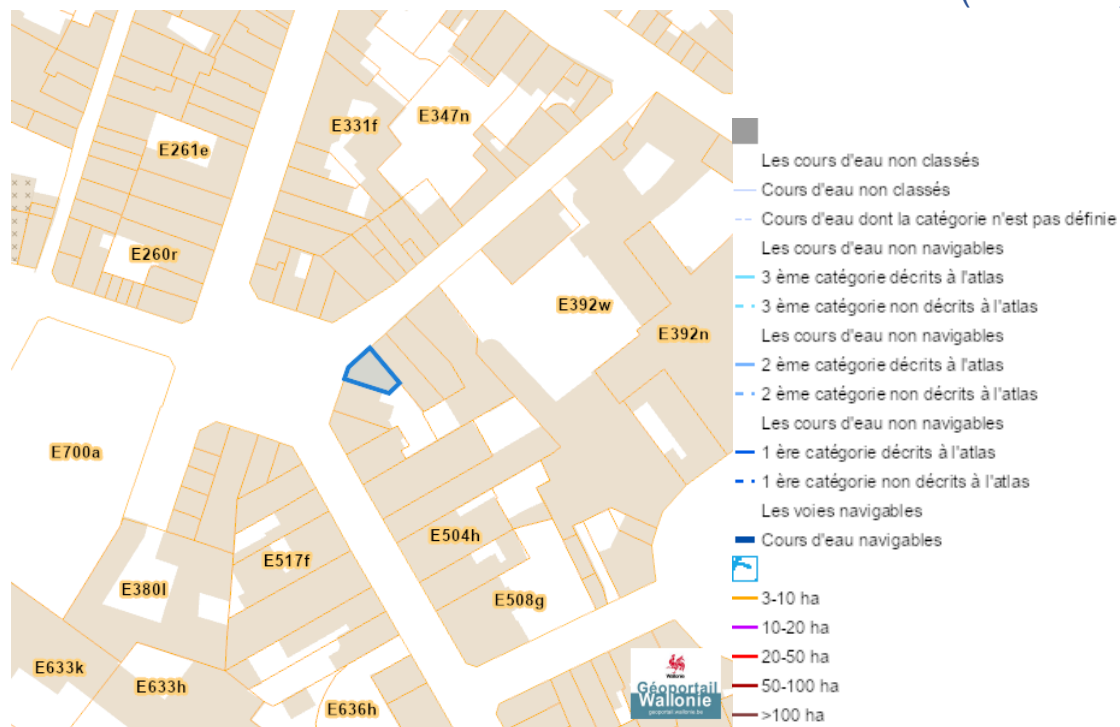 E347n
E331f
E261e
E260r
E392w
E392n
E700a
E504h
E517f
E380l
E508g
E633k
E633h
E636h
Wallonie
Géoportail
Wallonie
geoportail.wallonie.be
Les cours d'eau non classés
Cours d'eau non classés
Cours d'eau dont la catégorie n'est pas définie
Les cours d'eau non navigables
3 ème catégorie décrits à l'atlas
3 ème catégorie non décrits à l'atlas
Les cours d'eau non navigables
2 ème catégorie décrits à l'atlas
2 ème catégorie non décrits à l'atlas
Les cours d'eau non navigables
1 ère catégorie décrits à l'atlas
1 ère catégorie non décrits à l'atlas
Les voies navigables
Cours d'eau navigables
3-10 ha
10-20 ha
20-50 ha
50-100 ha
>100 ha